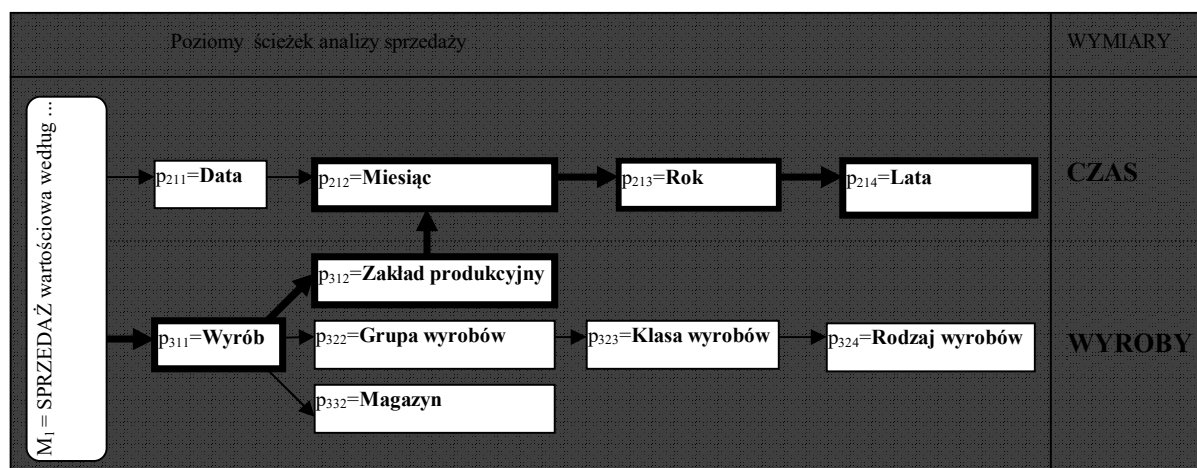 Poziomy ścieżek analizy sprzedaży
WYMIARY
M1= SPRZEDAŻ wartościowa według ...
p211=Data
p212=Miesiąc
p213=Rok
p214=Lata
CZAS
p312=Zakład produkcyjny
p311=Wyrób
p322=Grupa wyrobów
p323=Klasa wyrobów
p324=Rodzaj wyrobów
WYROBY
p332=Magazyn